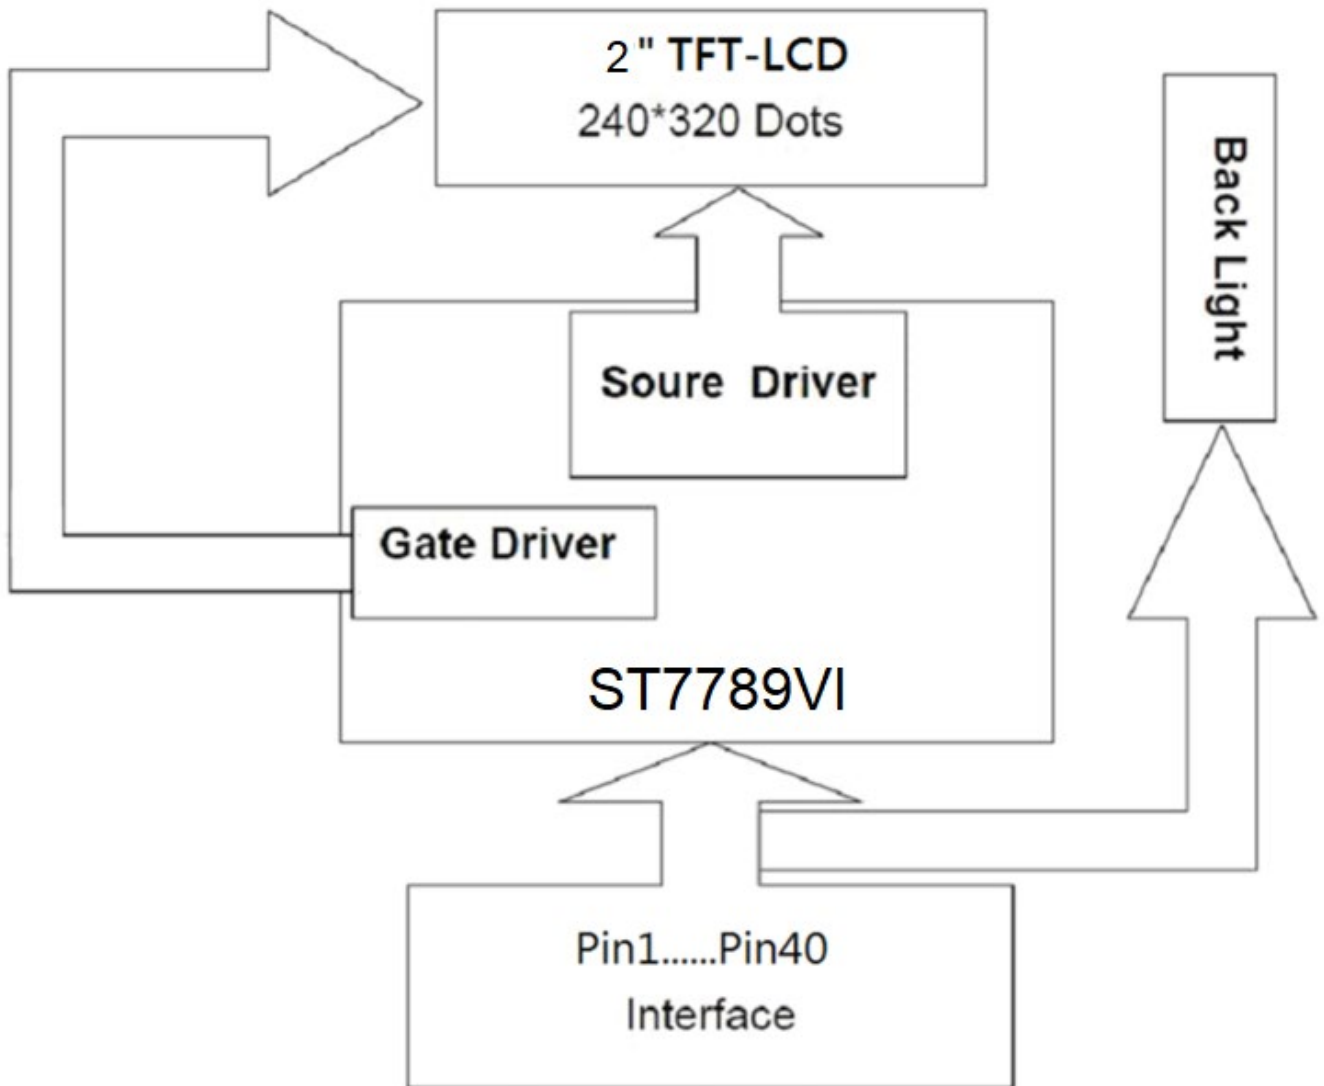 2" TFT-LCD
240*320 Dots
Back Light
Soure Driver
Gate Driver
ST7789VI
Pin1......Pin40
Interface